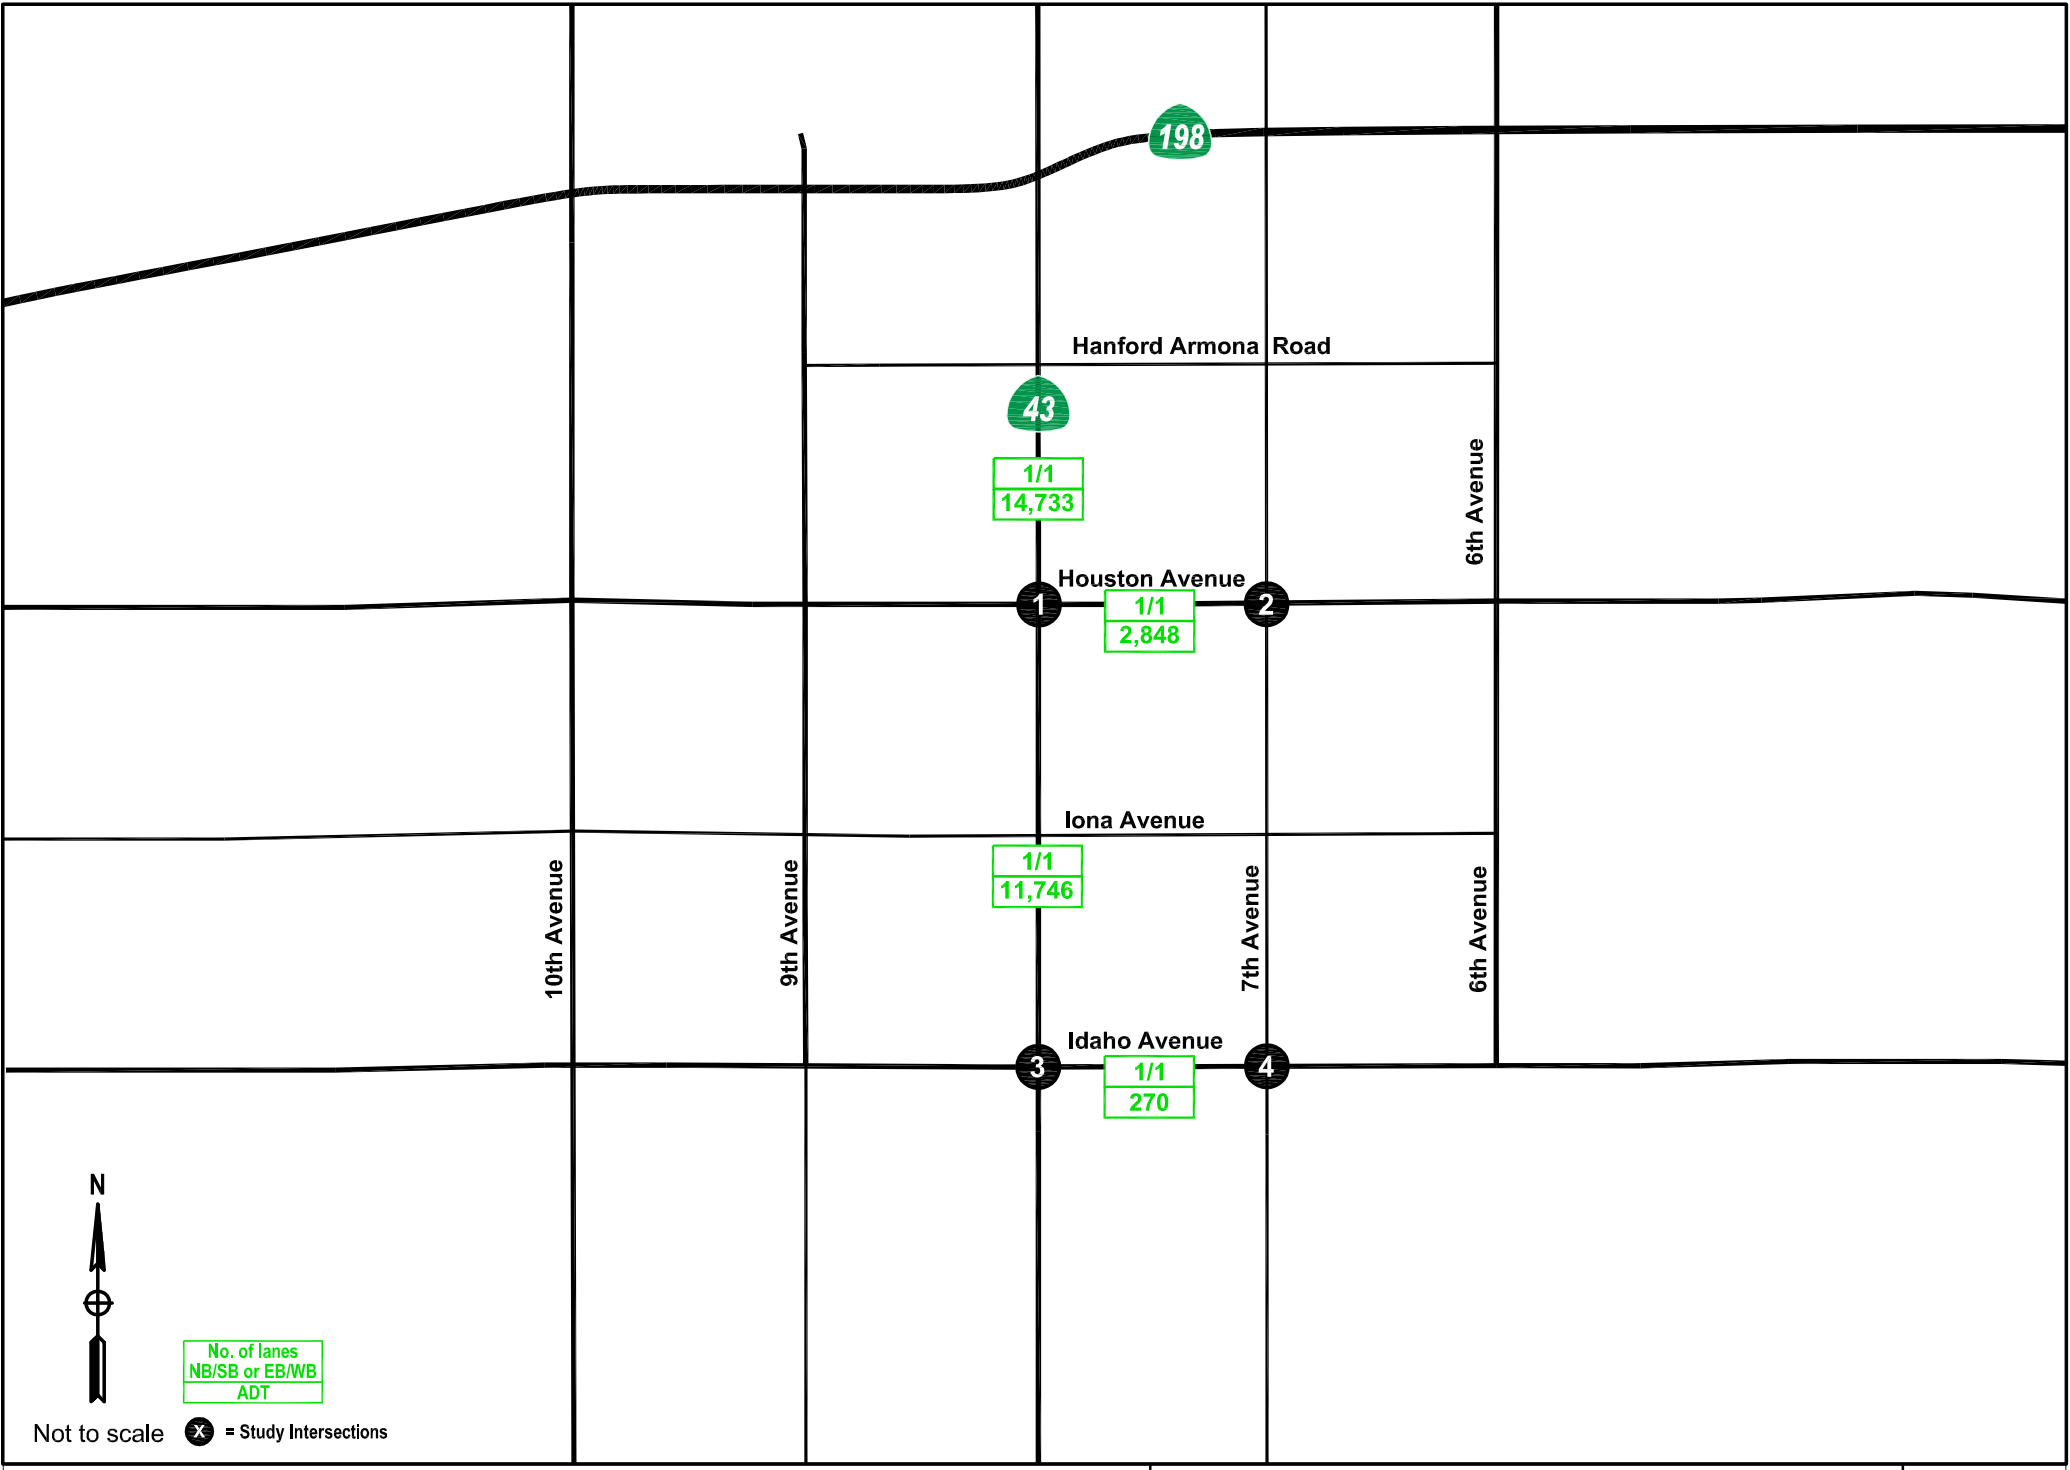 198
Hanford Armona Road
43
1/1
14,733
6th Avenue
Houston Avenue
1
1/1
2,848
2
Iona Avenue
1/1
11,746
10th Avenue
9th Avenue
7th Avenue
6th Avenue
Idaho Avenue
3
1/1
270
4
N
No. of lanes
NB/SB or EB/WB
ADT
Not to scale
X = Study Intersections